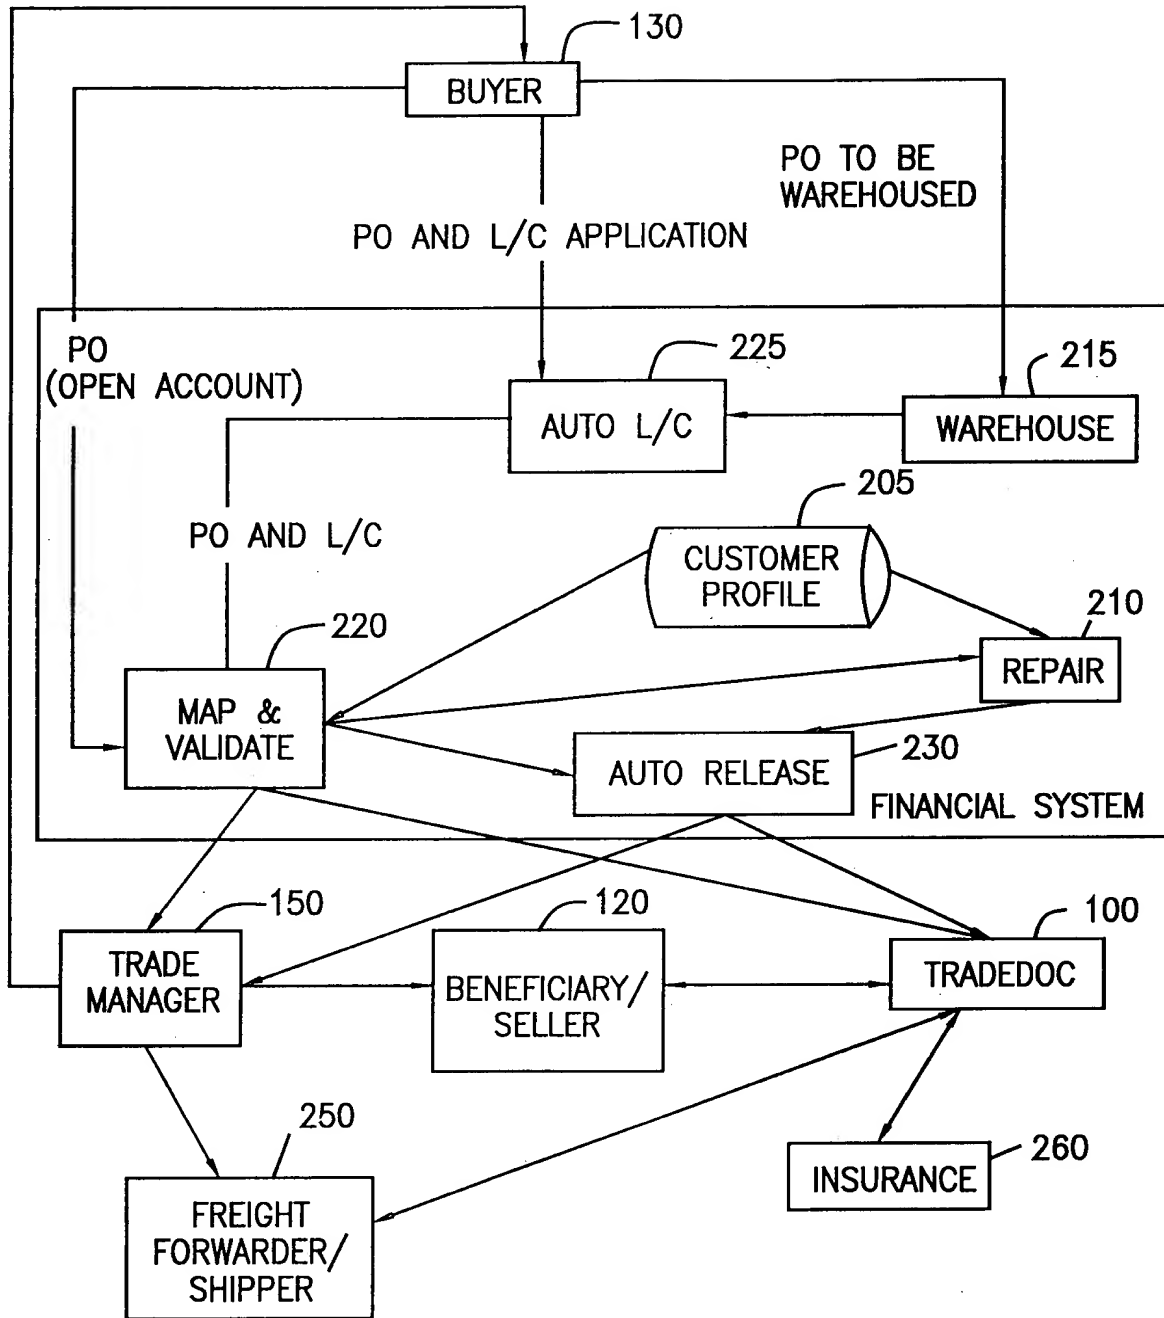 130
BUYER
PO TO BE
WAREHOUSED
PO AND L/C APPLICATION
PO
(OPEN ACCOUNT)
225
215
AUTO L/C
WAREHOUSE
205
PO AND L/C
CUSTOMER
PROFILE
220
210
REPAIR
MAP &
VALIDATE
230
AUTO RELEASE
FINANCIAL SYSTEM
150
120
100
TRADE
MANAGER
BENEFICIARY/
SELLER
TRADEDOC
250
260
INSURANCE
FREIGHT
FORWARDER/
SHIPPER